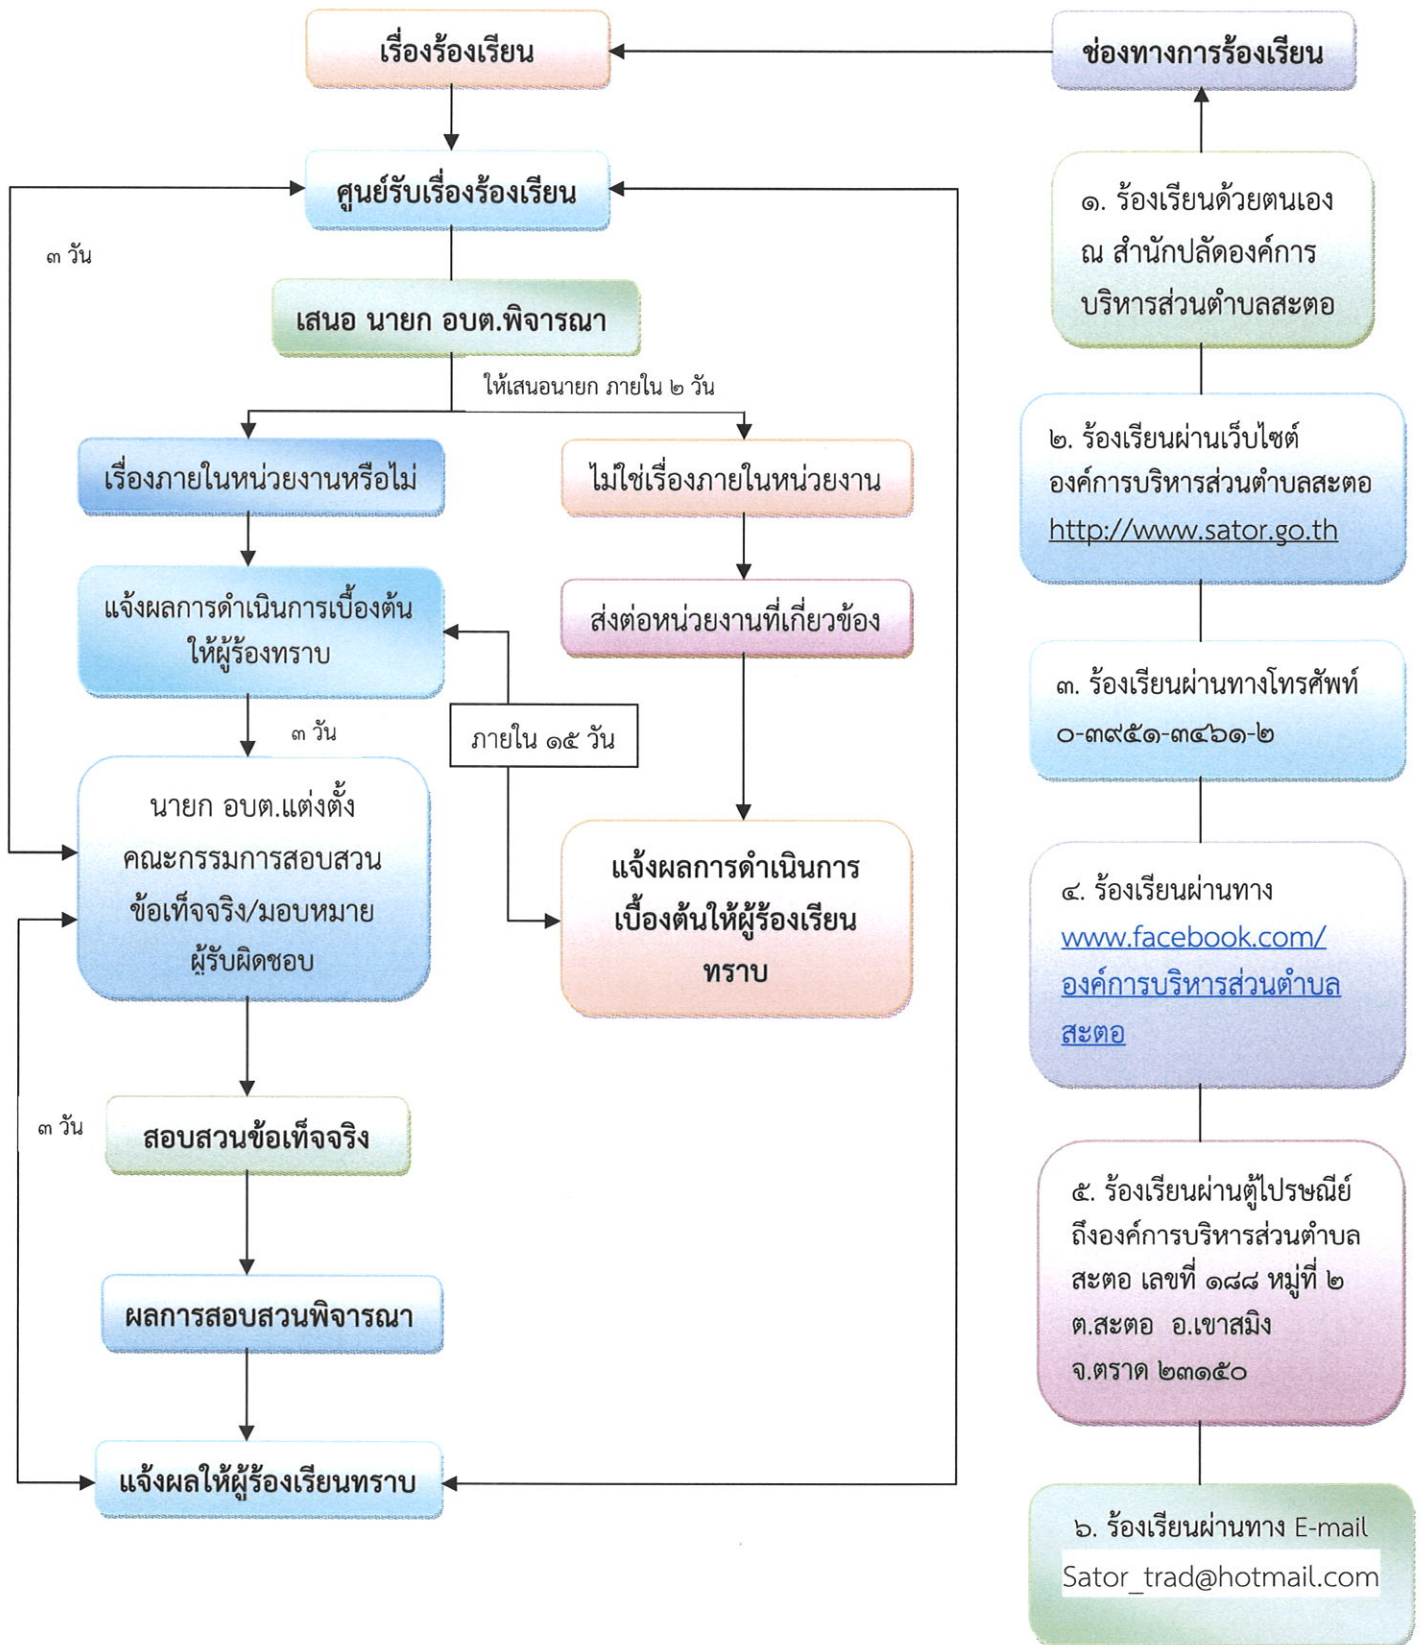 เรื่องร้องเรียน
ช่องทางการร้องเรียน
ศูนย์รับเรื่องร้องเรียน
๓ วัน
เสนอ นายก อบต.พิจารณา
ให้เสนอนายก ภายใน ๒ วัน
เรื่องภายในหน่วยงานหรือไม่
ไม่ใช่เรื่องภายในหน่วยงาน
แจ้งผลการดำเนินการเบื้องต้น
ให้ผู้ร้องทราบ
ส่งต่อหน่วยงานที่เกี่ยวข้อง
๓ วัน
ภายใน ๑๕ วัน
นายก อบต.แต่งตั้ง
คณะกรรมการสอบสวน
ข้อเท็จจริง/มอบหมาย
ผู้รับผิดชอบ
แจ้งผลการดำเนินการ
เบื้องต้นให้ผู้ร้องเรียน
ทราบ
๓ วัน
สอบสวนข้อเท็จจริง
ผลการสอบสวนพิจารณา
แจ้งผลให้ผู้ร้องเรียนทราบ
๑. ร้องเรียนด้วยตนเอง
ณ สำนักปลัดองค์การ
บริหารส่วนตำบลสะตอ
๒. ร้องเรียนผ่านเว็บไซต์
องค์การบริหารส่วนตำบลสะตอ
http://www.sator.go.th
๓. ร้องเรียนผ่านทางโทรศัพท์
๐-๓๙๕๑-๓๔๖๑-๒
๔. ร้องเรียนผ่านทาง
www.facebook.com/
องค์การบริหารส่วนตำบล
สะตอ
๕. ร้องเรียนผ่านตู้ไปรษณีย์
ถึงองค์การบริหารส่วนตำบล
สะตอ เลขที่ ๑๘๘ หมู่ที่ ๒
ต.สะตอ อ.เขาสมิง
จ.ตราด ๒๓๑๕๐
๖. ร้องเรียนผ่านทาง E-mail
Sator_trad@hotmail.com